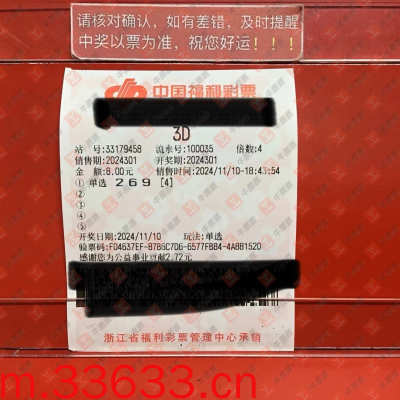 请核对确认，如有差错，及时提醒
中奖以票为准，祝您好运！！！
中国福利彩票
3D
站 号:33179458 流水号:100035 倍数:4
销售期:2024301 开奖期:2024301
金 额:8.00元 销售时间:2024/11/10-18:43:54
① 单选 2 6 9 [4]
②
③
④
⑤
开奖日期:2024/11/10 玩法:单选
验票码:FD4637EF-87B5C7D6-6577FB84-4A8B1520
感谢您为公益事业贡献2.72元
浙江省福利彩票管理中心承销
m.33633.cn